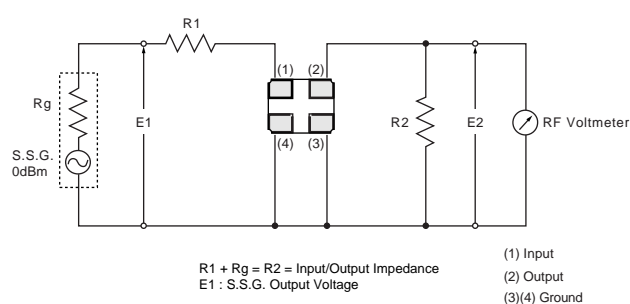 R1
(1) (2)
Rg
E1
R2
E2
RF Voltmeter
S.S.G.
0dBm
(4) (3)
R1 + Rg = R2 = Input/Output Impedance
E1 : S.S.G. Output Voltage
(1) Input
(2) Output
(3)(4) Ground